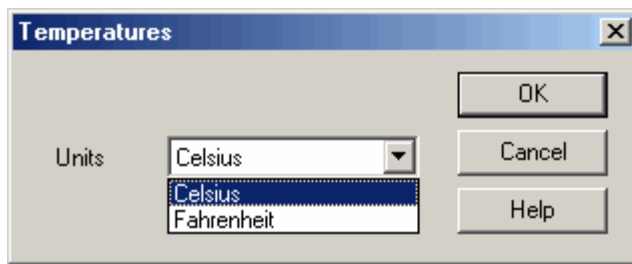 Temperatures
OK
Units
Celsius
Cancel
Celsius
Fahrenheit
Help